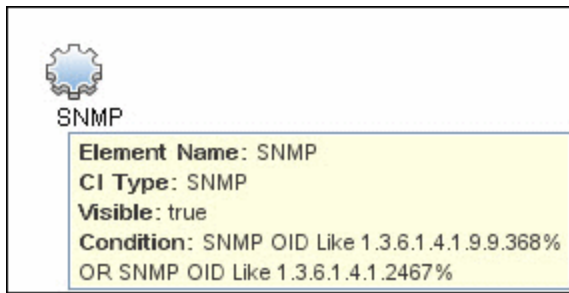 SNMP
Element Name: SNMP
CI Type: SNMP
Visible: true
Condition: SNMP OID Like 1.3.6.1.4.1.9.9.368%
OR SNMP OID Like 1.3.6.1.4.1.2467%